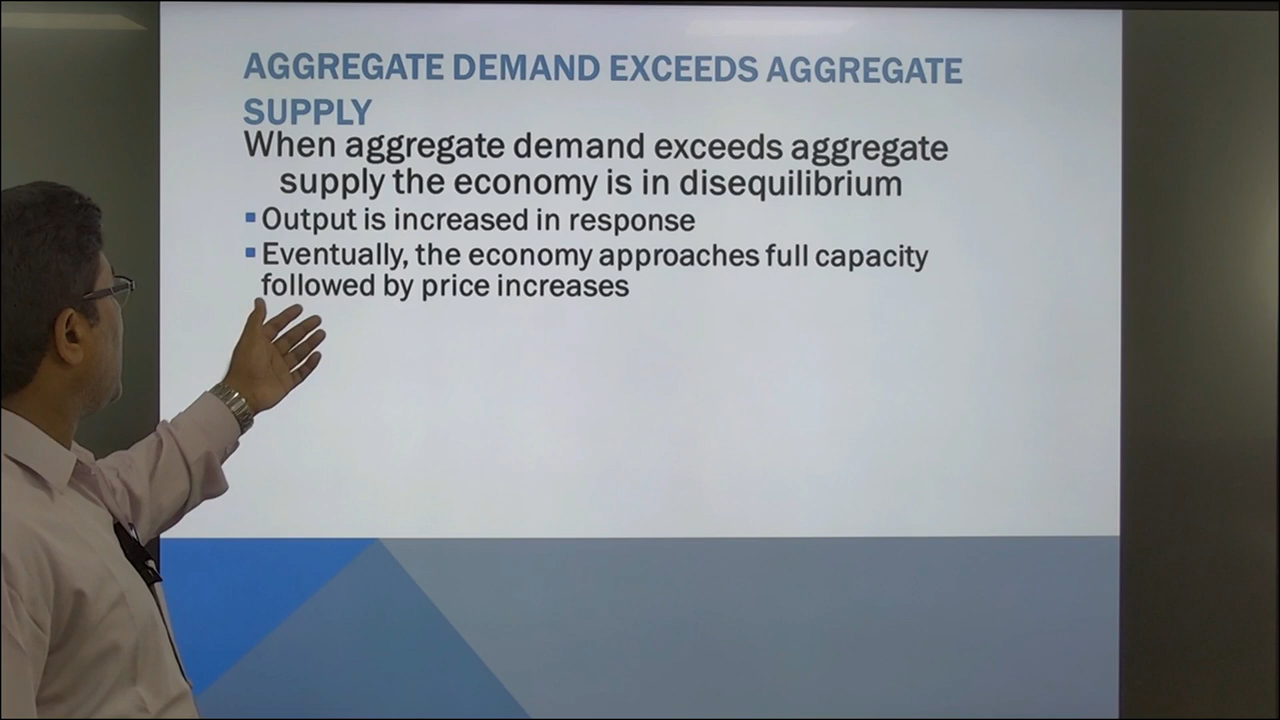 AGGREGATE DEMAND EXCEEDS AGGREGATE
SUPPLY
When aggregate demand exceeds aggregate
supply the economy is in disequilibrium
▪ Output is increased in response
▪ Eventually, the economy approaches full capacity
followed by price increases